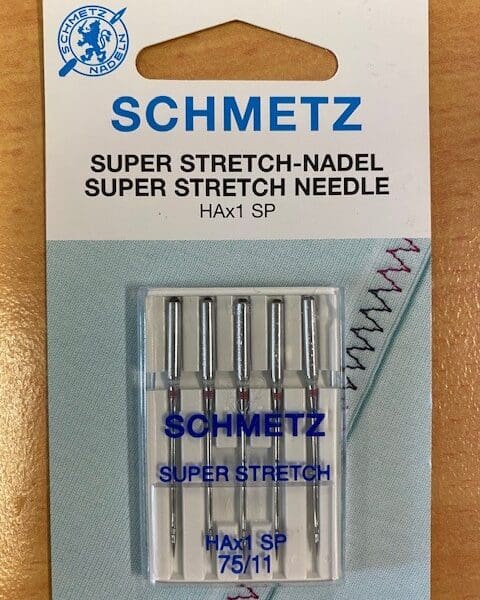 SCHMETZ
NADELN
SCHMETZ
SUPER STRETCH-NADEL
SUPER STRETCH NEEDLE
HAx1 SP
SCHMETZ
SUPER STRETCH
HAx1 SP
75/11